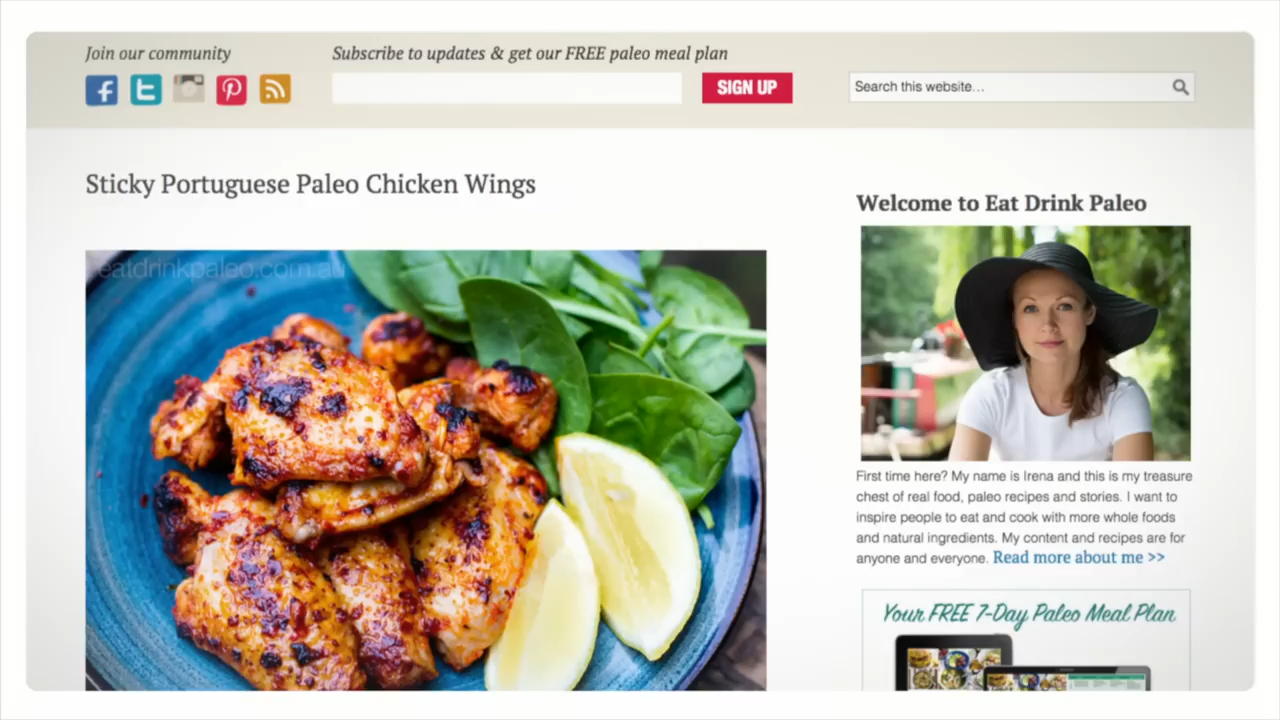 Join our community
Subscribe to updates & get our FREE paleo meal plan
SIGN UP
Search this website...
Sticky Portuguese Paleo Chicken Wings
eatdrinkpaleo.com.au
Welcome to Eat Drink Paleo
First time here? My name is Irena and this is my treasure
chest of real food, paleo recipes and stories. I want to
inspire people to eat and cook with more whole foods
and natural ingredients. My content and recipes are for
anyone and everyone. Read more about me >>
Your FREE 7-Day Paleo Meal Plan